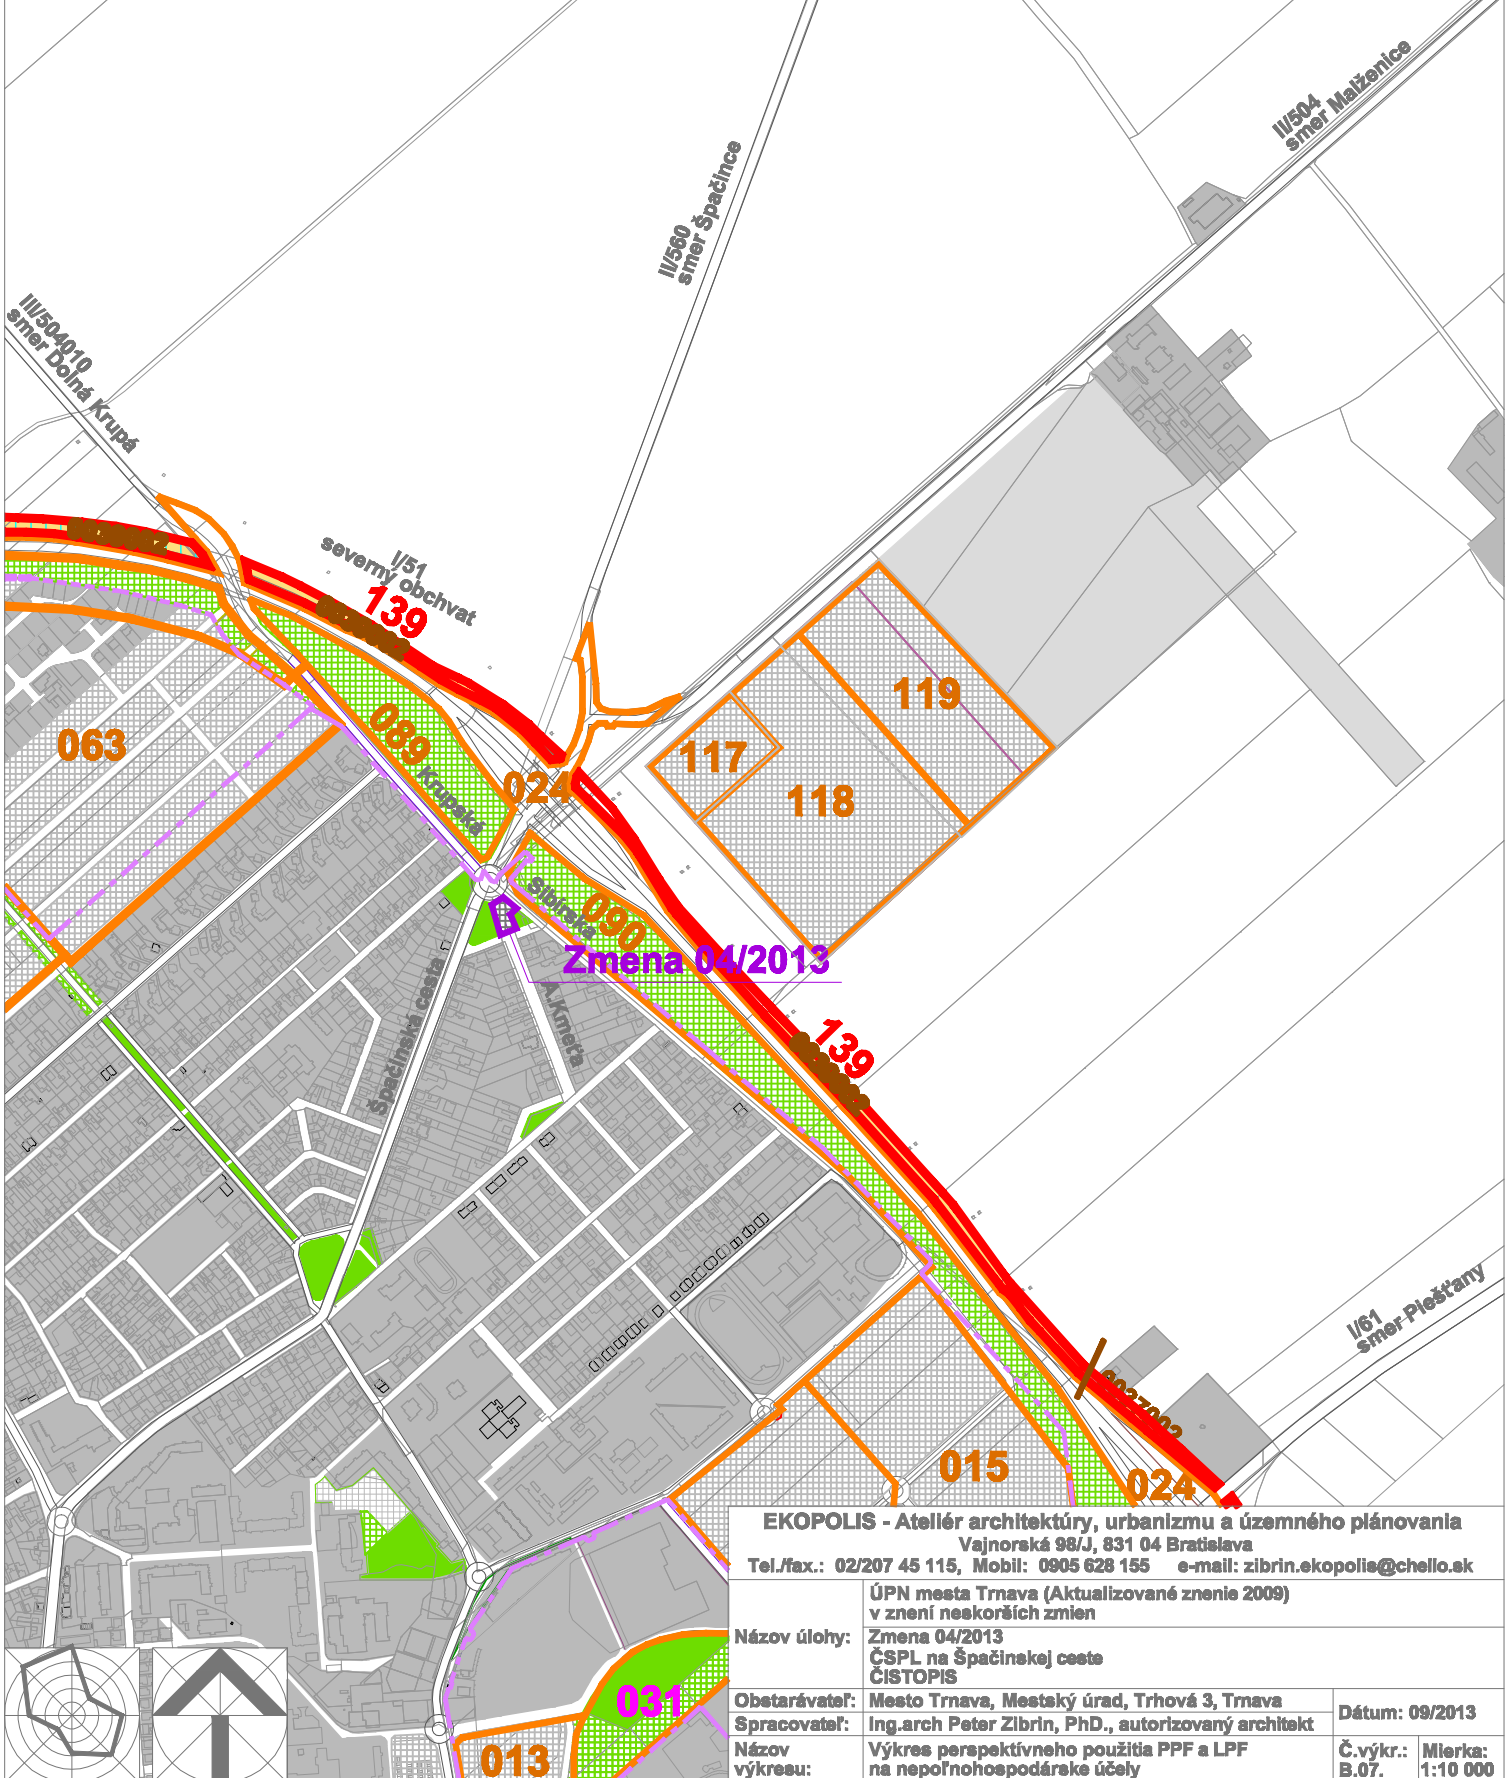 II/504
smer Malženice
II/560
smer Špačince
III/504010
smer Dolná Krupá
I/51
severný obchvat
139
063
089
Krupská
024
117
118
119
Sibírska
090
Zmena 04/2013
Špačinská cesta
A.Kmeťa
139
I/61
smer Piešťany
015
024
031
013
EKOPOLIS - Ateliér architektúry, urbanizmu a územného plánovania
Vajnorská 98/J, 831 04 Bratislava
Tel./fax.: 02/207 45 115, Mobil: 0905 628 155 e-mail: zibrin.ekopolis@chello.sk
Názov úlohy:
ÚPN mesta Trnava (Aktualizované znenie 2009)
v znení neskorších zmien
Zmena 04/2013
ČSPL na Špačinskej ceste
ČISTOPIS
Obstarávateľ: Mesto Trnava, Mestský úrad, Trhová 3, Trnava
Spracovateľ: Ing.arch Peter Zibrin, PhD., autorizovaný architekt
Dátum: 09/2013
Názov
výkresu:
Výkres perspektívneho použitia PPF a LPF
na nepoľnohospodárske účely
Č.výkr.:
B.07.
Mierka:
1:10 000